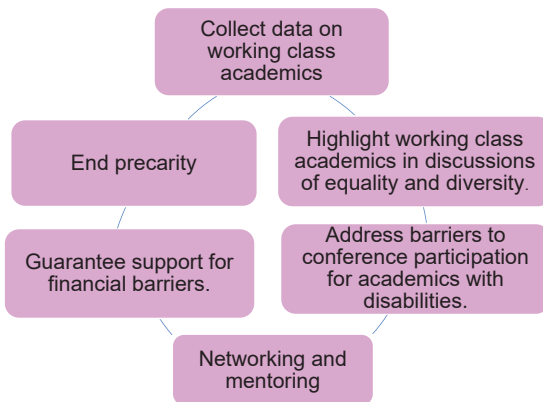 Collect data on
working class
academics
Highlight working class
academics in discussions
of equality and diversity.
Address barriers to
conference participation
for academics with
disabilities.
Networking and
mentoring
Guarantee support for
financial barriers.
End precarity